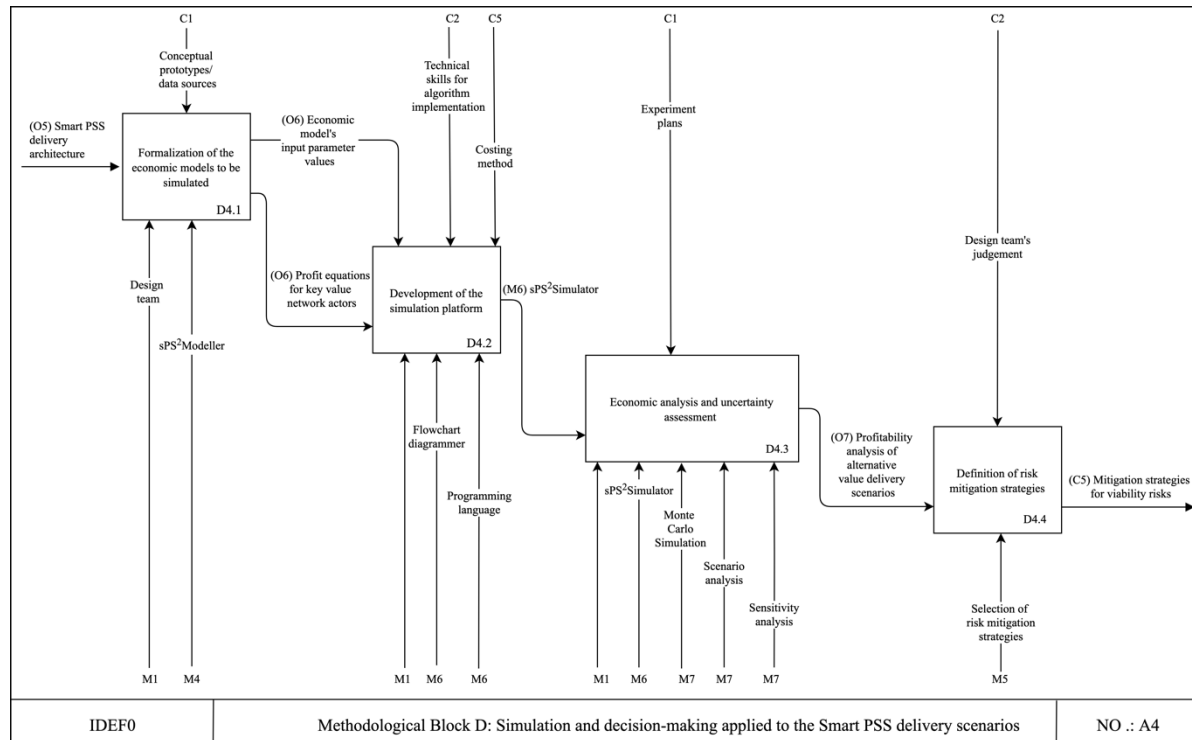 C1
C2
C5
C1
C2
Conceptual
prototypes/
data sources
Technical
skills for
algorithm
implementation
Experiment
plans
(O5) Smart PSS
delivery
architecture
Formalization of the
economic models to be
simulated
D4.1
(O6) Economic
model's
input parameter
values
Costing
method
Design
team
sPS²Modeller
(O6) Profit equations
for key value
network actors
Development of the
simulation platform
D4.2
(M6) sPS²Simulator
Design team's
judgement
Economic analysis and uncertainty
assessment
D4.3
Flowchart
diagrammer
Programming
language
sPS²Simulator
Monte
Carlo
Simulation
Scenario
analysis
Sensitivity
analysis
(O7) Profitability
analysis of
alternative
value delivery
scenarios
Definition of risk
mitigation strategies
D4.4
(C5) Mitigation strategies
for viability risks
Selection of
risk mitigation
strategies
M1
M4
M1
M6
M6
M1
M6
M7
M7
M7
M5
IDEF0
Methodological Block D: Simulation and decision-making applied to the Smart PSS delivery scenarios
NO .: A4